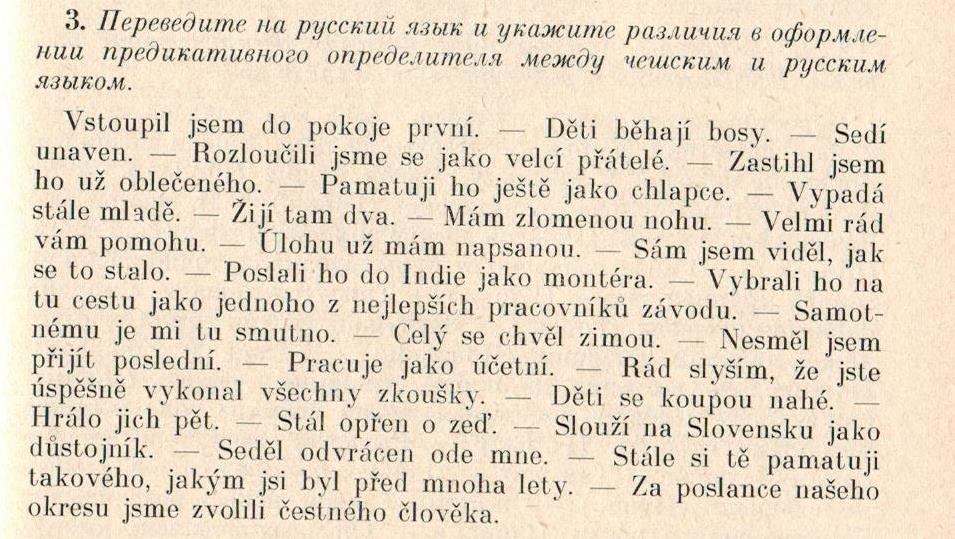 3. Переведите на русский язык и укажите различия в оформле-
нии предикативного определителя между чешским и русским
языком.
Vstoupil jsem do pokoje první. — Děti běhají bosy. — Sedí
unaven. — Rozloučili jsme se jako velcí přátelé. — Zastihl jsem
ho už oblečeného. — Pamatuji ho ještě jako chlapce. — Vypadá
stále mladě. — Žijí tam dva. — Mám zlomenou nohu. — Velmi rád
vám pomohu. — Úlohu už mám napsanou. — Sám jsem viděl, jak
se to stalo. — Poslali ho do Indie jako montéra. — Vybrali ho na
tu cestu jako jednoho z nejlepších pracovníků závodu. — Samot-
nému je mi tu smutno. — Celý se chvěl zimou. — Nesměl jsem
přijít poslední. — Pracuje jako účetní. — Rád slyším, že jste
úspěšně vykonal všechny zkoušky. — Děti se koupou nahé. —
Hrálo jich pět. — Stál opřen o zeď. — Slouží na Slovensku jako
důstojník. — Seděl odvrácen ode mne. — Stále si tě pamatuji
takového, jakým jsi byl před mnoha lety. — Za poslance našeho
okresu jsme zvolili čestného člověka.